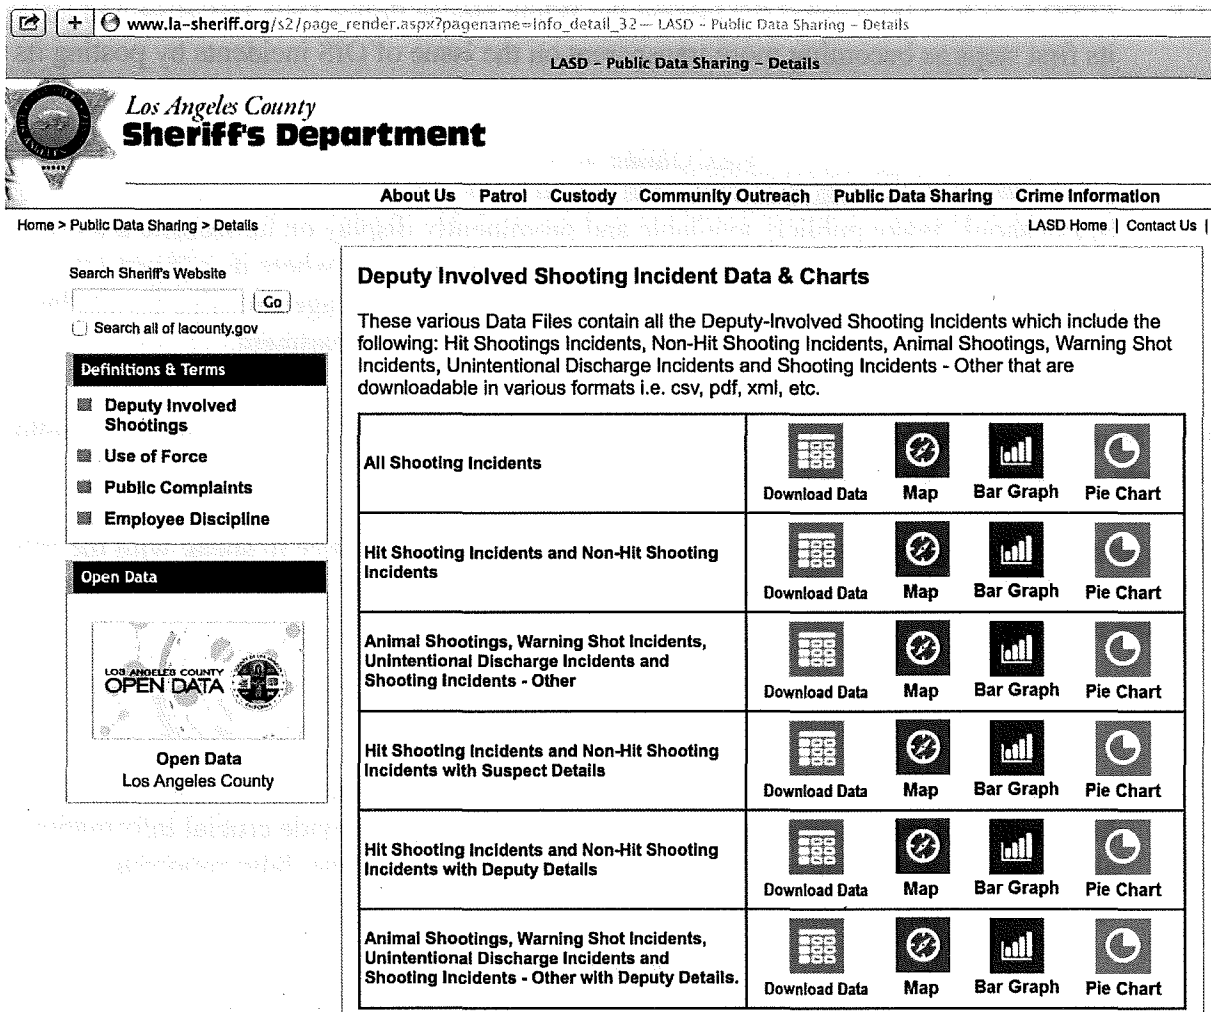 www.la-sheriff.org/s2/page_render.aspx?pagename=info_detail_32 — LASD - Public Data Sharing - Details
LASD - Public Data Sharing - Details
Los Angeles County
Sheriff's Department
About Us Patrol Custody Community Outreach Public Data Sharing Crime Information
Home > Public Data Sharing > Details
LASD Home | Contact Us |
Search Sheriff's Website
Go
Search all of lacounty.gov
Definitions & Terms
Deputy Involved
Shootings
Use of Force
Public Complaints
Employee Discipline
Open Data
LOS ANGELES COUNTY
OPEN DATA
Open Data
Los Angeles County
Deputy Involved Shooting Incident Data & Charts
These various Data Files contain all the Deputy-Involved Shooting Incidents which include the
following: Hit Shootings Incidents, Non-Hit Shooting Incidents, Animal Shootings, Warning Shot
Incidents, Unintentional Discharge Incidents and Shooting Incidents - Other that are
downloadable in various formats i.e. csv, pdf, xml, etc.
All Shooting Incidents
Download Data Map Bar Graph Pie Chart
Hit Shooting Incidents and Non-Hit Shooting
Incidents
Download Data Map Bar Graph Pie Chart
Animal Shootings, Warning Shot Incidents,
Unintentional Discharge Incidents and
Shooting Incidents - Other
Download Data Map Bar Graph Pie Chart
Hit Shooting Incidents and Non-Hit Shooting
Incidents with Suspect Details
Download Data Map Bar Graph Pie Chart
Hit Shooting Incidents and Non-Hit Shooting
Incidents with Deputy Details
Download Data Map Bar Graph Pie Chart
Animal Shootings, Warning Shot Incidents,
Unintentional Discharge Incidents and
Shooting Incidents - Other with Deputy Details.
Download Data Map Bar Graph Pie Chart